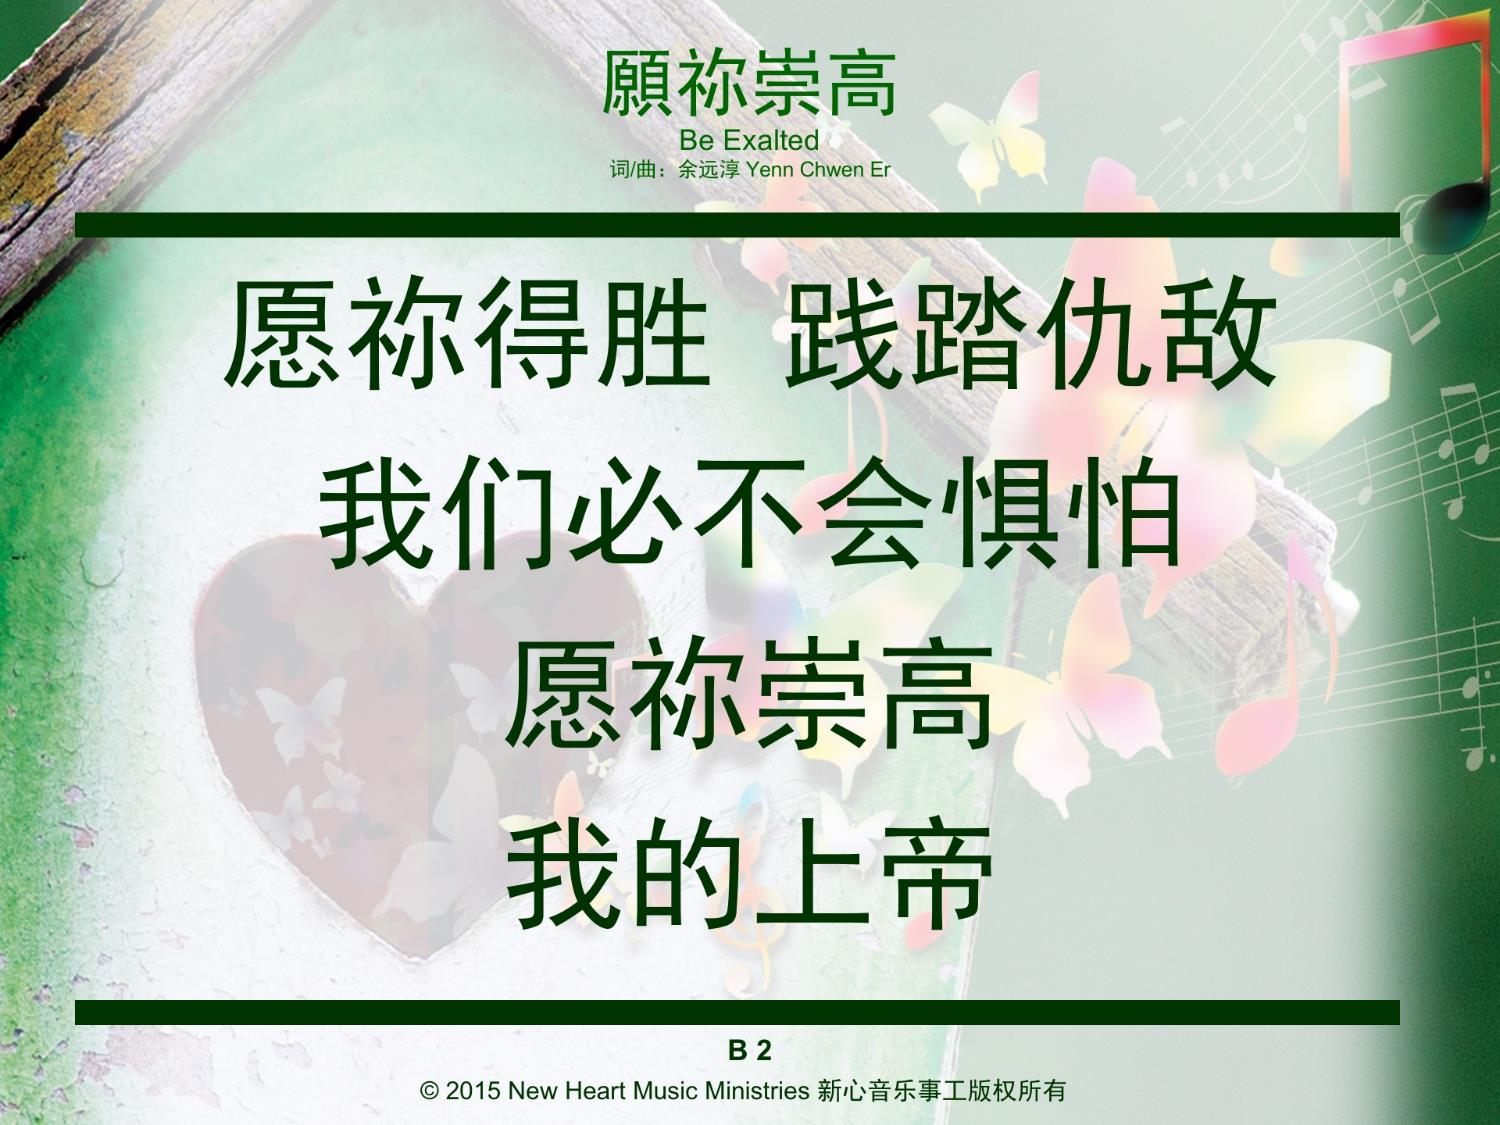 願祢崇高
Be Exalted
词/曲：余远淳 Yenn Chwen Er
愿祢得胜 践踏仇敌
我们必不会惧怕
愿祢崇高
我的上帝
B 2
© 2015 New Heart Music Ministries 新心音乐事工版权所有